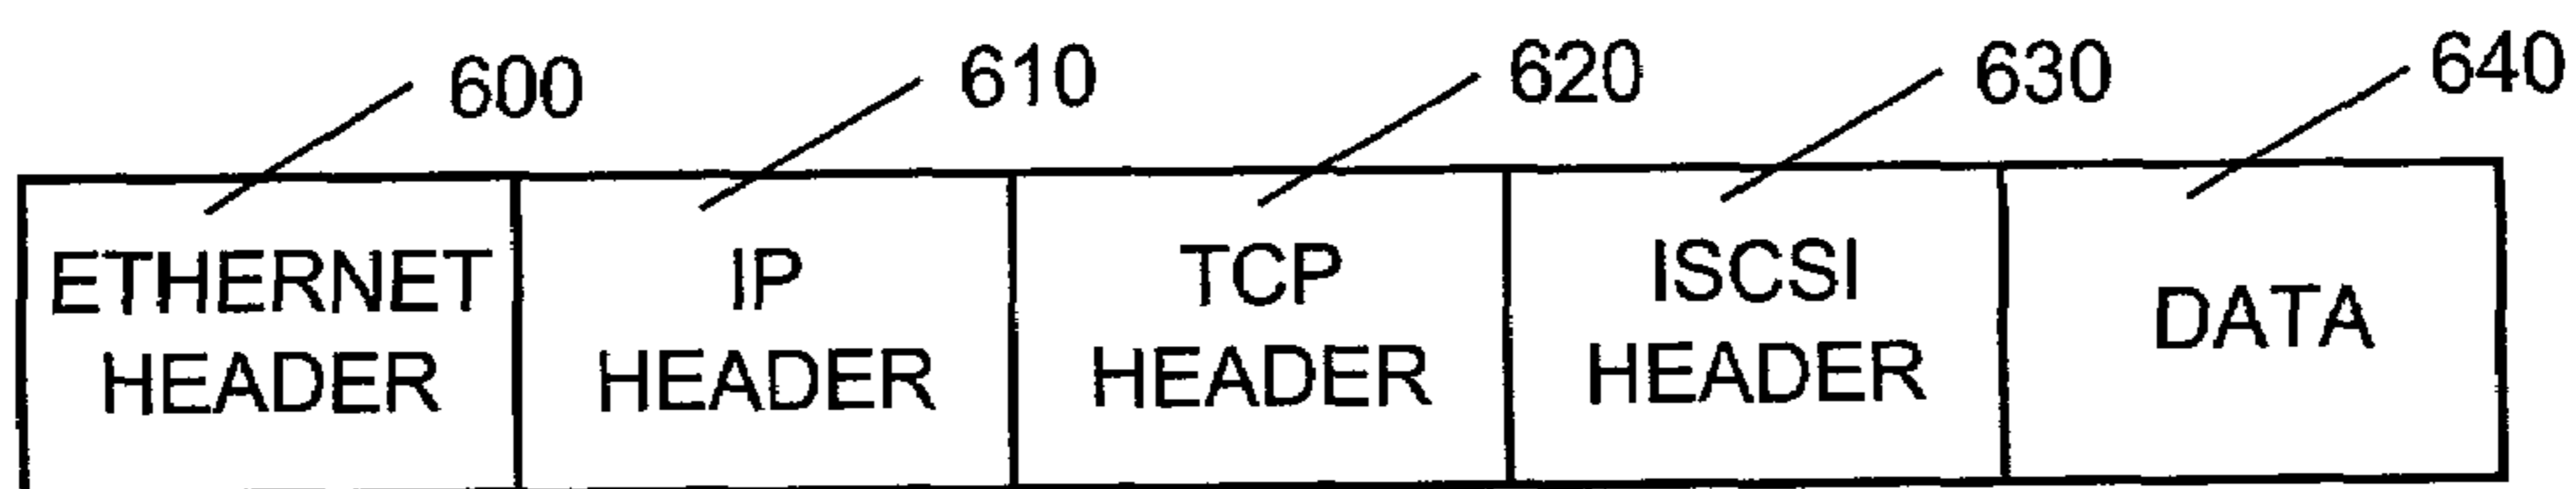 600 610 620 630 640
ETHERNET HEADER
IP HEADER
TCP HEADER
ISCSI HEADER
DATA